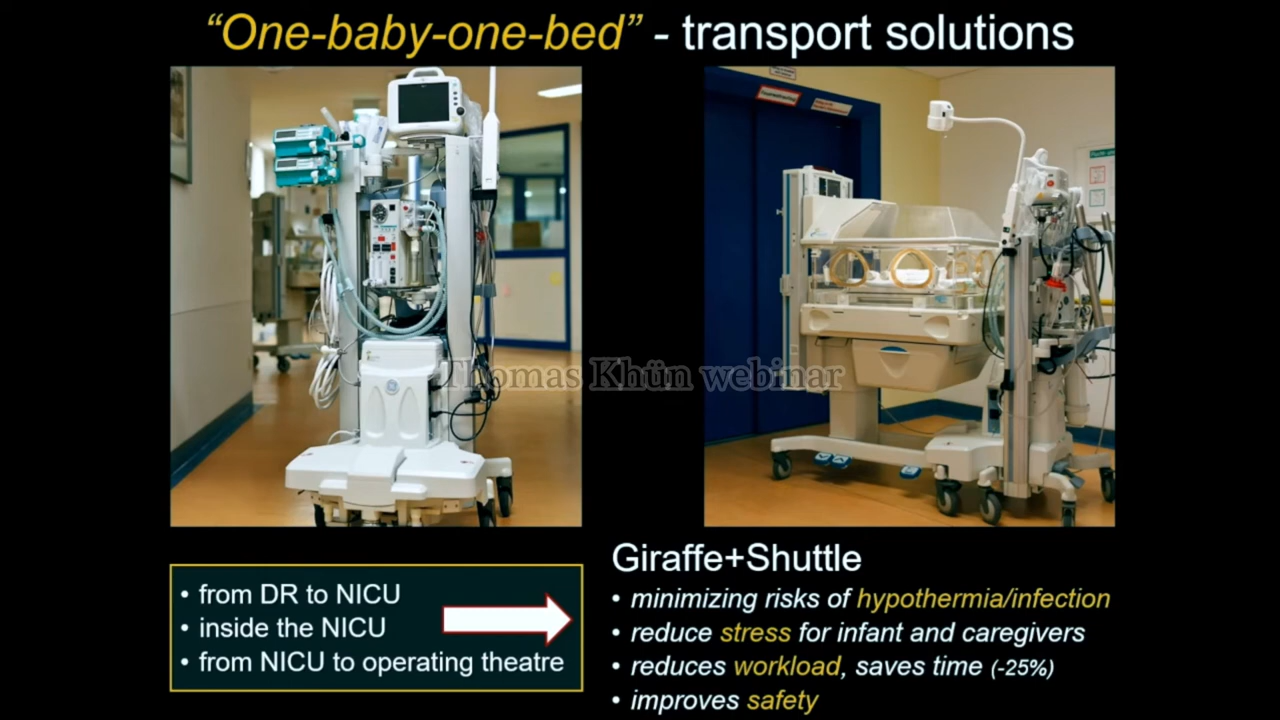 “One-baby-one-bed” - transport solutions
Thomas Khün webinar
• from DR to NICU
• inside the NICU
• from NICU to operating theatre
Giraffe+Shuttle
• minimizing risks of hypothermia/infection
• reduce stress for infant and caregivers
• reduces workload, saves time (-25%)
• improves safety